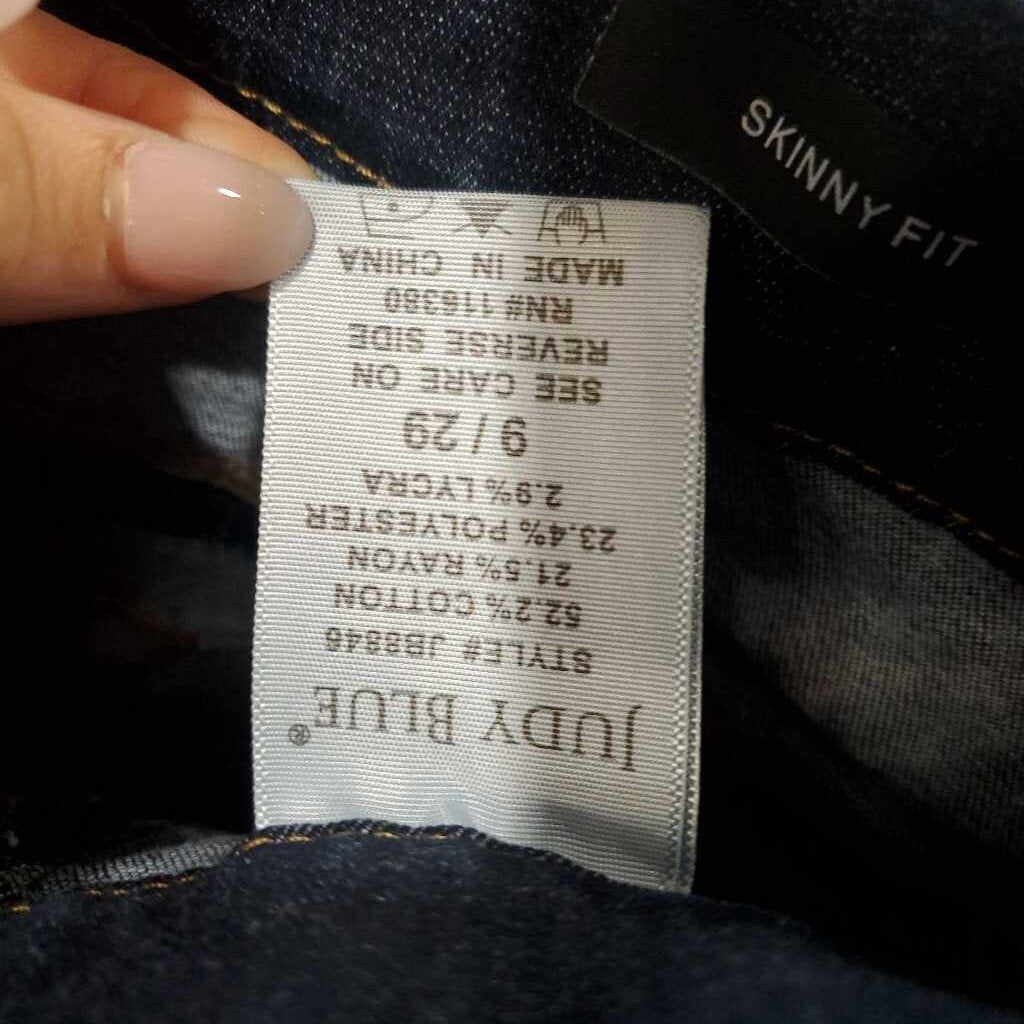 SKINNY FIT
JUDY BLUE®
STYLE# JB8846
52.2% COTTON
21.5% RAYON
23.4% POLYESTER
2.9% LYCRA
9 / 29
SEE CARE ON
REVERSE SIDE
RN# 116380
MADE IN CHINA